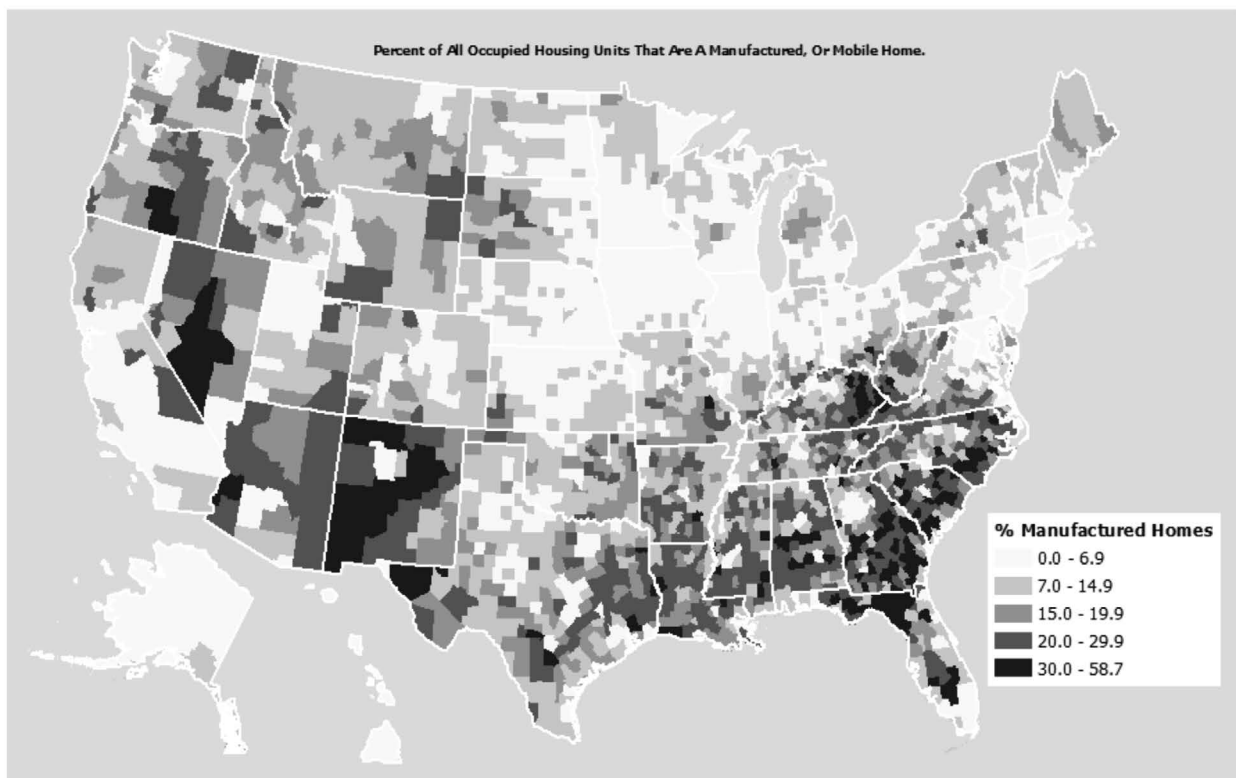 Percent of All Occupied Housing Units That Are A Manufactured, Or Mobile Home.
% Manufactured Homes
0.0 - 6.9
7.0 - 14.9
15.0 - 19.9
20.0 - 29.9
30.0 - 58.7